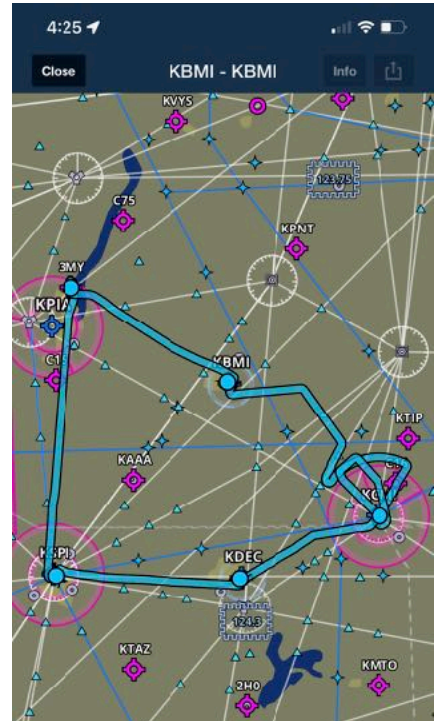 4:25
Close
KBMI - KBMI
Info
KVYS
123.75
C75
KPNT
3MY
KPIA
KBMI
KTIP
KAAA
KSPI
KDEC
124.3
KTAZ
2H0
KMTO